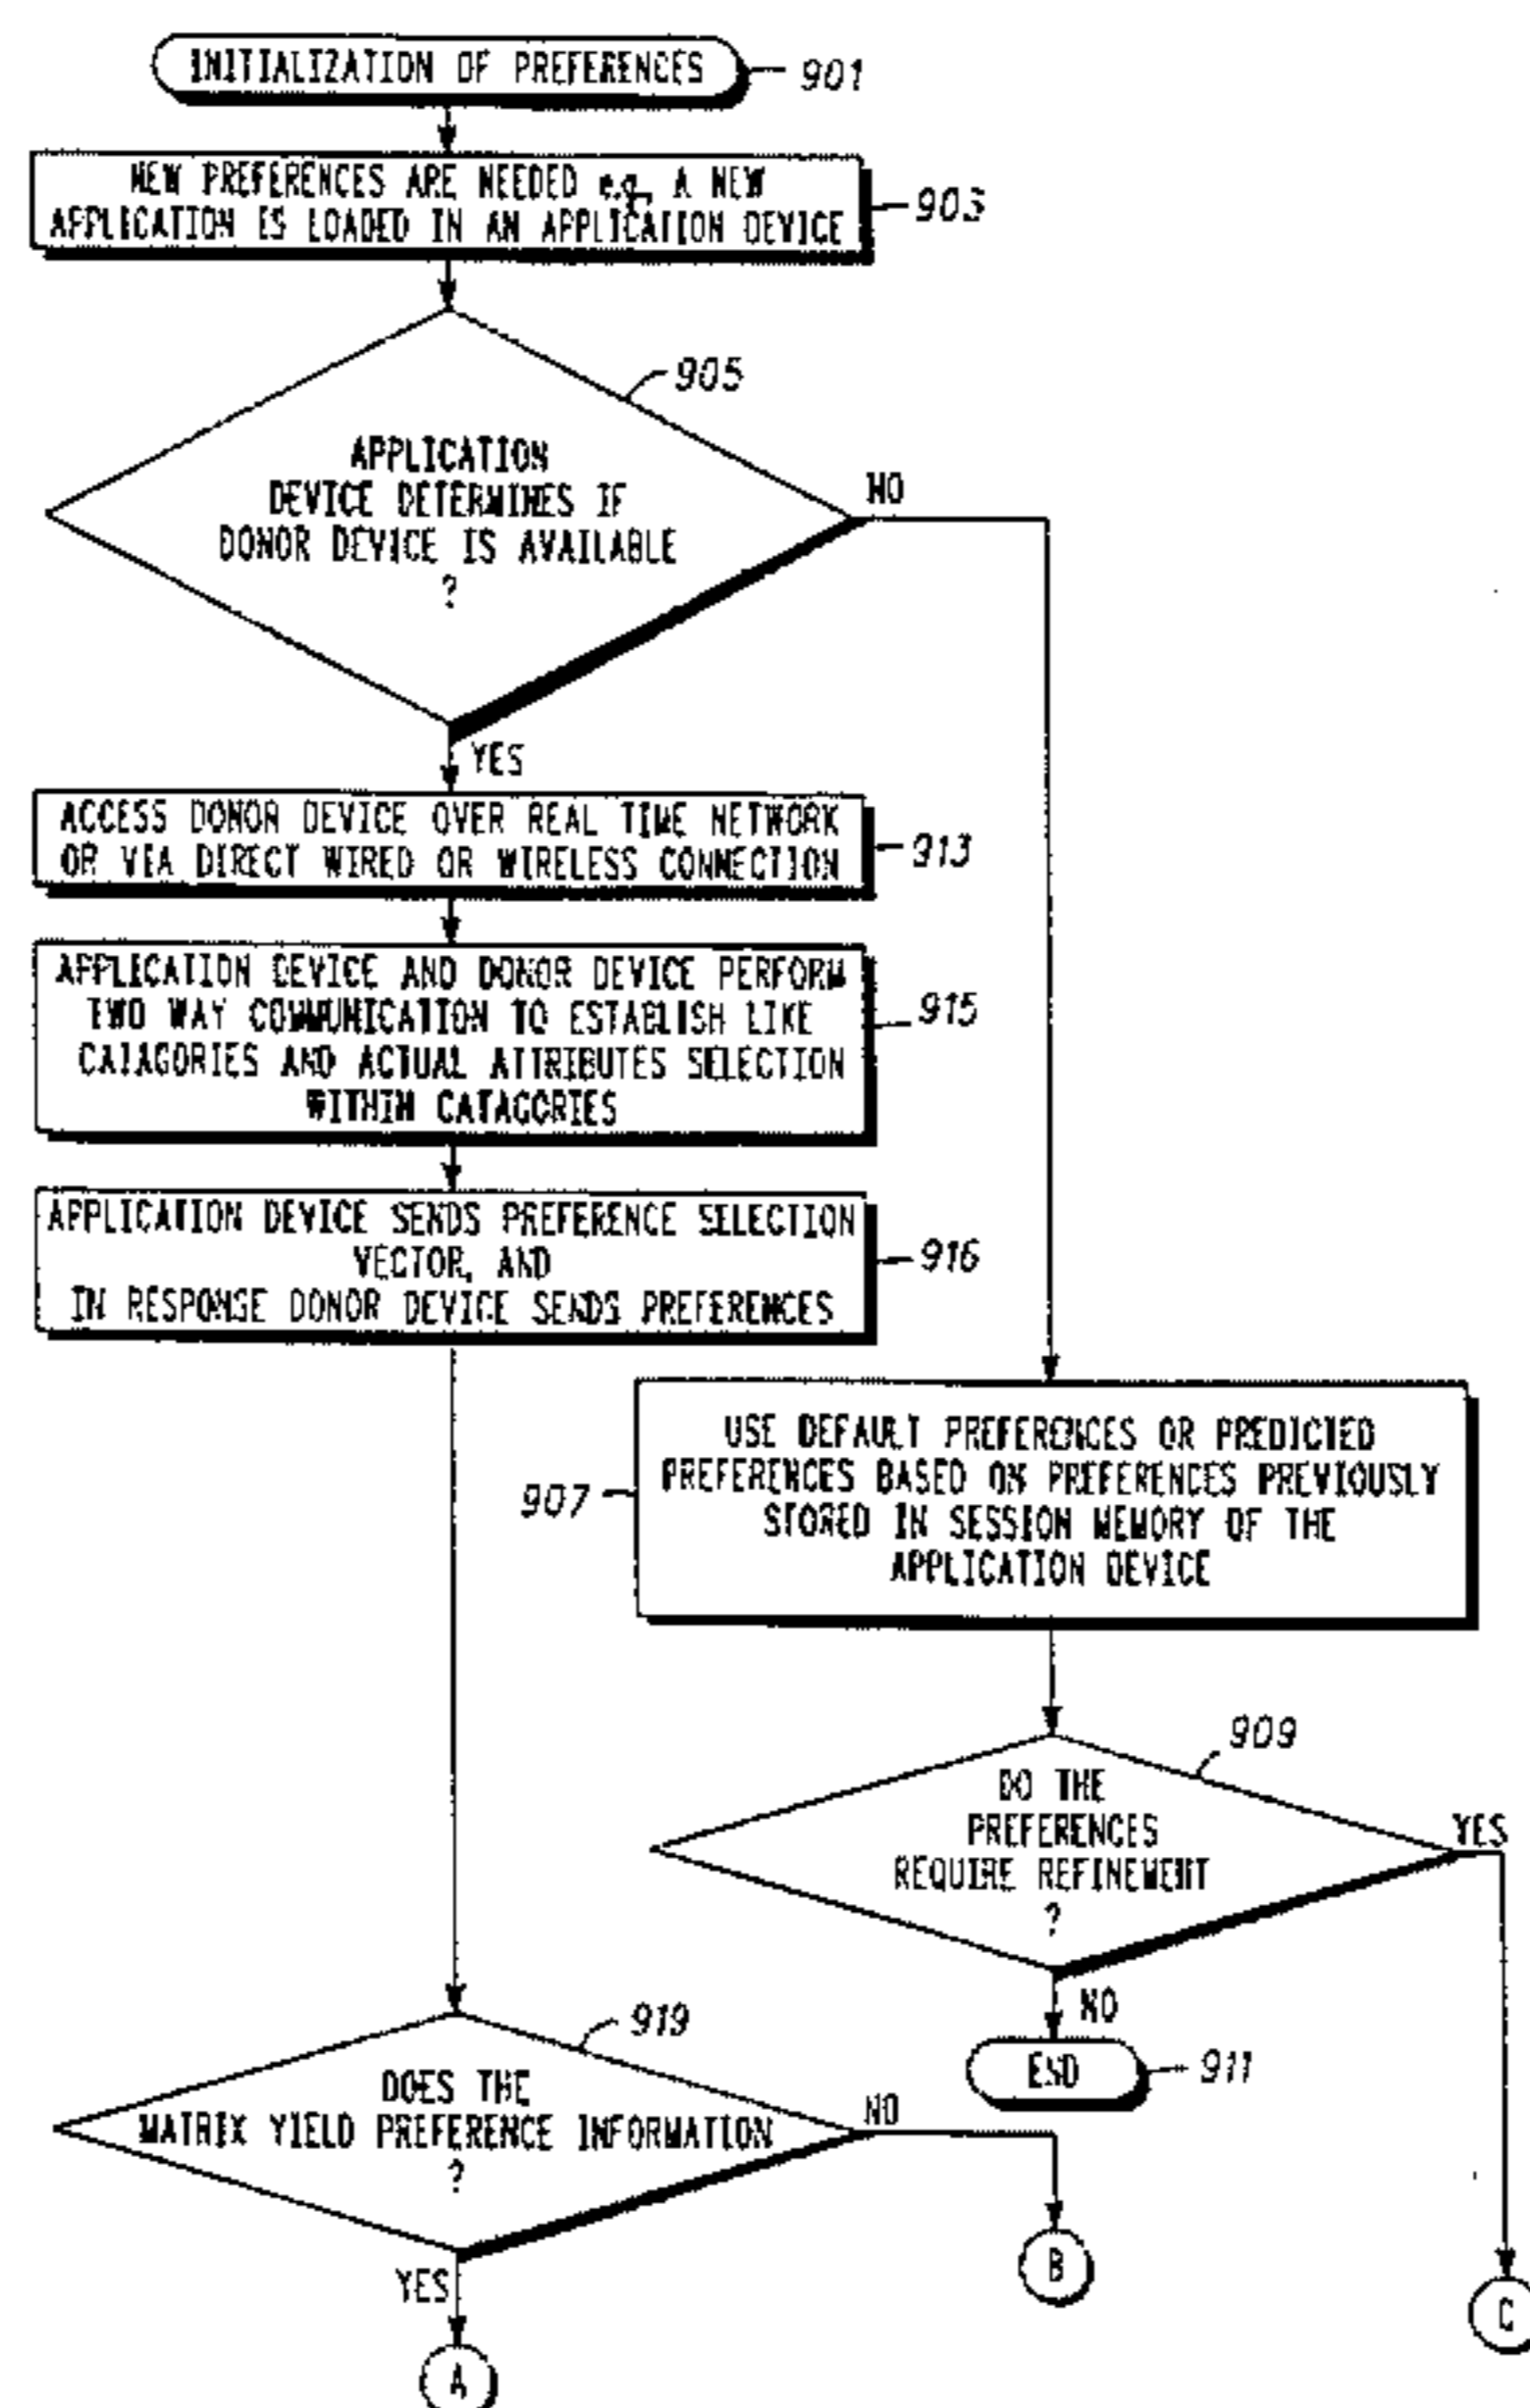 INITIALIZATION OF PREFERENCES
901
NEW PREFERENCES ARE NEEDED e.g. A NEW
APPLICATION IS LOADED IN AN APPLICATION DEVICE
903
905
APPLICATION
DEVICE DETERMINES IF
DONOR DEVICE IS AVAILABLE
?
NO
YES
ACCESS DONOR DEVICE OVER REAL TIME NETWORK
OR VIA DIRECT WIRED OR WIRELESS CONNECTION
913
APPLICATION DEVICE AND DONOR DEVICE PERFORM
TWO WAY COMMUNICATION TO ESTABLISH LIKE
CATAGORIES AND ACTUAL ATTRIBUTES SELECTION
WITHIN CATAGORIES
915
APPLICATION DEVICE SENDS PREFERENCE SELECTION
VECTOR, AND
IN RESPONSE DONOR DEVICE SENDS PREFERENCES
916
USE DEFAULT PREFERENCES OR PREDICTED
PREFERENCES BASED ON PREFERENCES PREVIOUSLY
STORED IN SESSION MEMORY OF THE
APPLICATION DEVICE
907
909
DO THE
PREFERENCES
REQUIRE REFINEMENT
?
YES
NO
END
911
919
DOES THE
MATRIX YIELD PREFERENCE INFORMATION
?
NO
YES
B
C
A